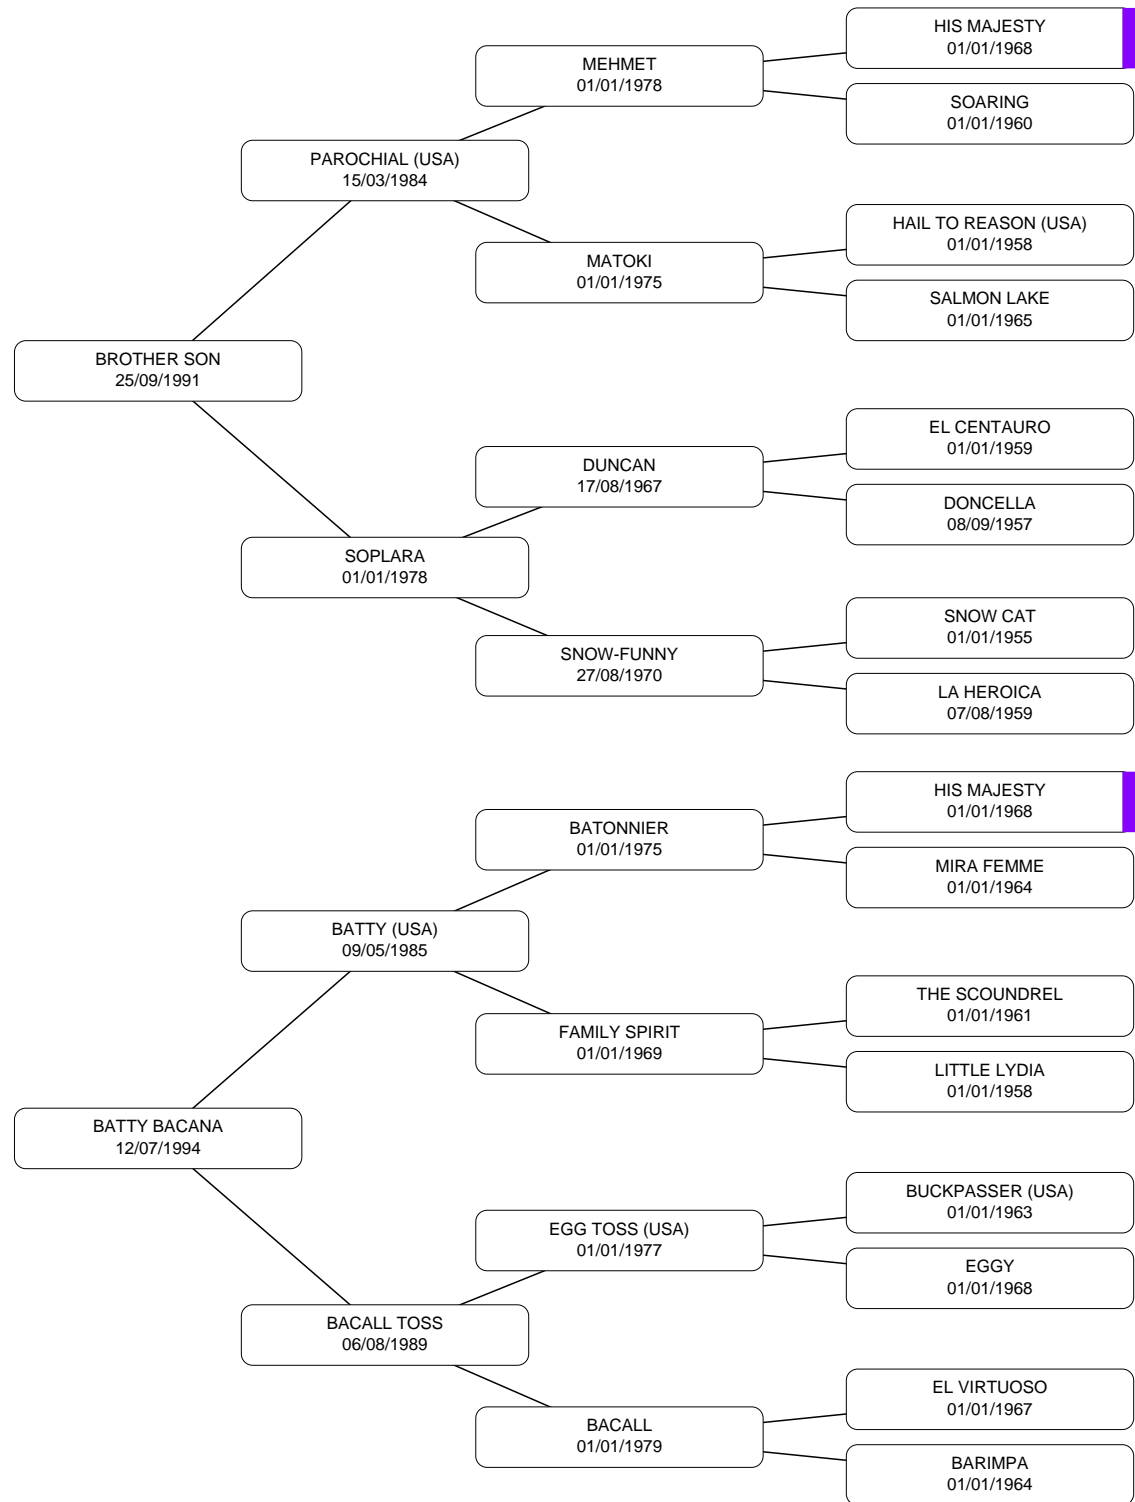 HIS MAJESTY
01/01/1968
MEHMET
01/01/1978
SOARING
01/01/1960
PAROCHIAL (USA)
15/03/1984
HAIL TO REASON (USA)
01/01/1958
MATOKI
01/01/1975
SALMON LAKE
01/01/1965
BROTHER SON
25/09/1991
EL CENTAURO
01/01/1959
DUNCAN
17/08/1967
DONCELLA
08/09/1957
SOPLARA
01/01/1978
SNOW CAT
01/01/1955
SNOW-FUNNY
27/08/1970
LA HEROICA
07/08/1959
HIS MAJESTY
01/01/1968
BATONNIER
01/01/1975
MIRA FEMME
01/01/1964
BATTY (USA)
09/05/1985
THE SCOUNDREL
01/01/1961
FAMILY SPIRIT
01/01/1969
LITTLE LYDIA
01/01/1958
BATTY BACANA
12/07/1994
BUCKPASSER (USA)
01/01/1963
EGG TOSS (USA)
01/01/1977
EGGY
01/01/1968
BACALL TOSS
06/08/1989
EL VIRTUOSO
01/01/1967
BACALL
01/01/1979
BARIMPA
01/01/1964